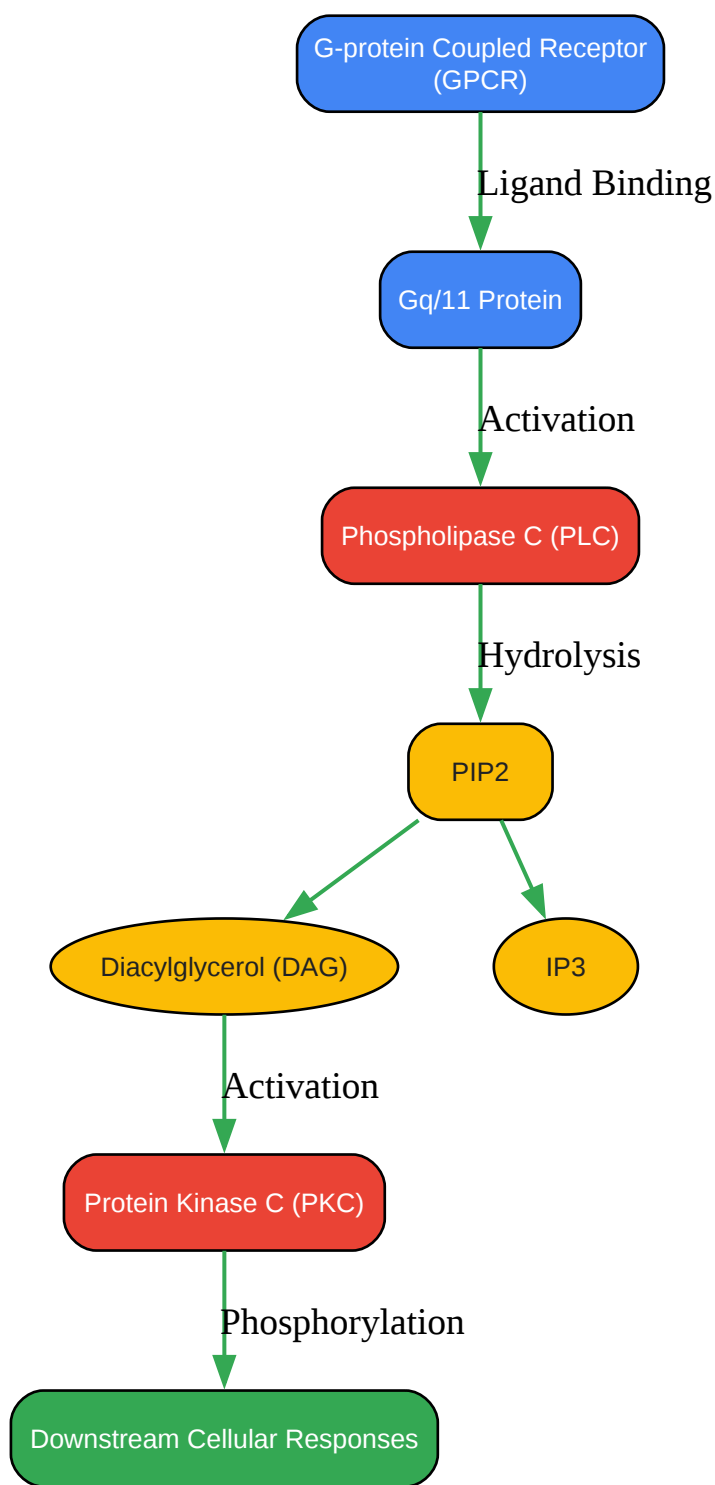 G-protein Coupled Receptor
(GPCR)
Ligand Binding
Gq/11 Protein
Activation
Phospholipase C (PLC)
Hydrolysis
PIP2
Diacylglycerol (DAG)
IP3
Activation
Protein Kinase C (PKC)
Phosphorylation
Downstream Cellular Responses